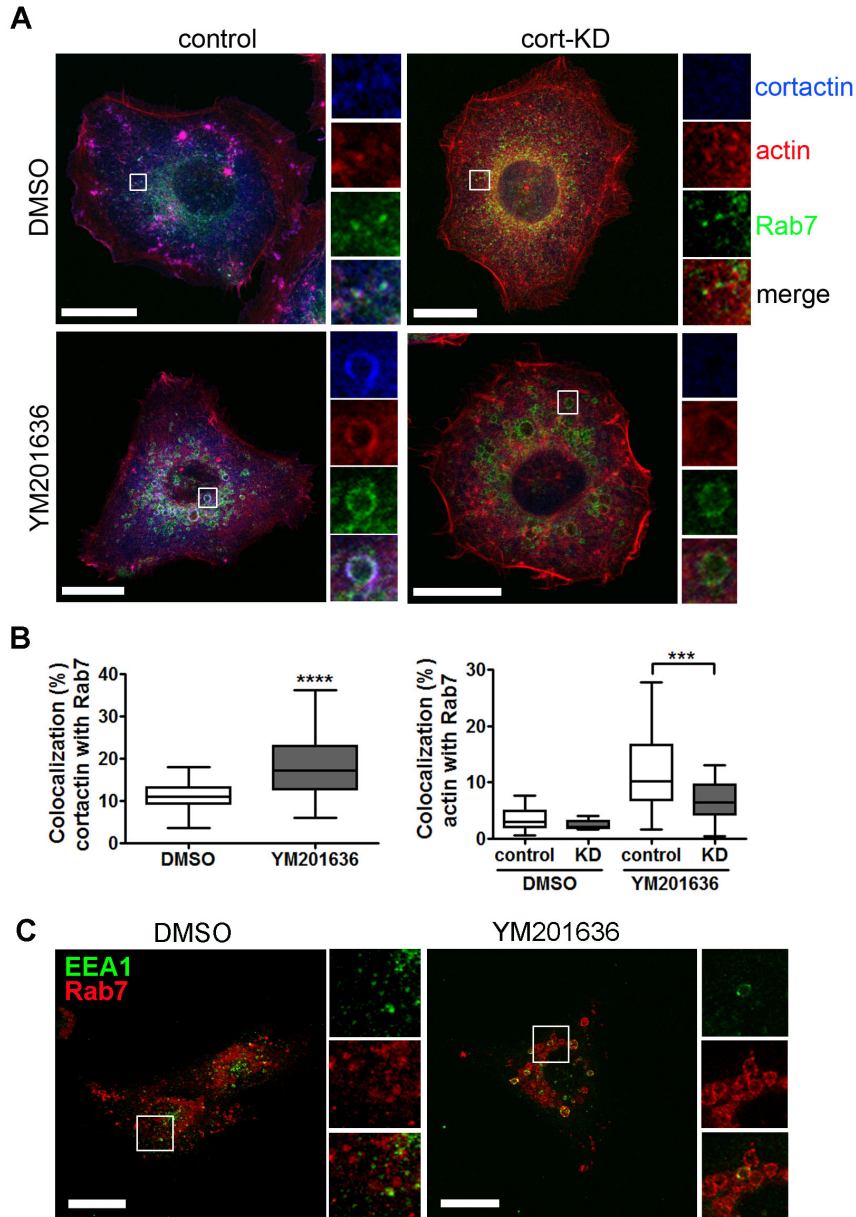 A
control
cort-KD
DMSO
cortactin
actin
Rab7
merge
YM201636
B
Colocalization (%)
cortactin with Rab7
40
30
20
10
0
****
DMSO
YM201636
Colocalization (%)
actin with Rab7
30
20
10
0
***
control KD control KD
DMSO YM201636
C
DMSO
YM201636
EEA1
Rab7